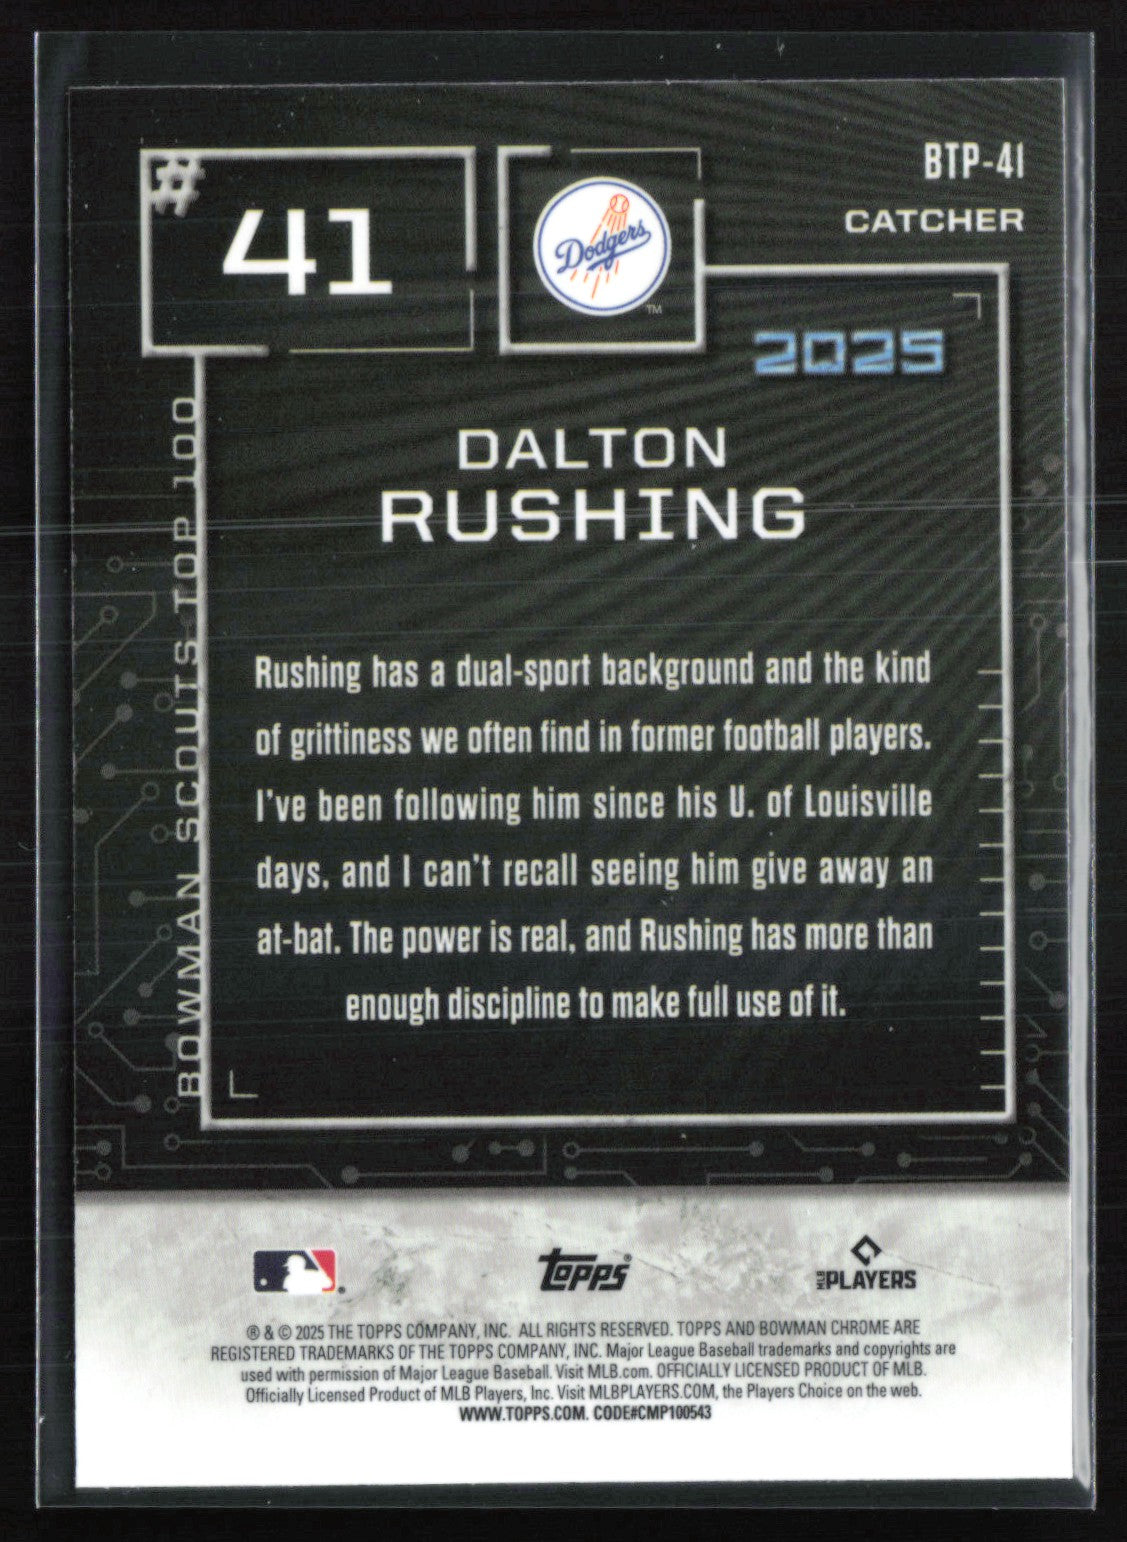 BTP-41
CATCHER
# 41
Dodgers
TM
2025
BOWMAN SCOUTS TOP 100
DALTON
RUSHING
Rushing has a dual-sport background and the kind
of grittiness we often find in former football players.
I've been following him since his U. of Louisville
days, and I can't recall seeing him give away an
at-bat. The power is real, and Rushing has more than
enough discipline to make full use of it.
®
Topps®
MLB PLAYERS
® & © 2025 THE TOPPS COMPANY, INC. ALL RIGHTS RESERVED. TOPPS AND BOWMAN CHROME ARE
REGISTERED TRADEMARKS OF THE TOPPS COMPANY, INC. Major League Baseball trademarks and copyrights are
used with permission of Major League Baseball. Visit MLB.com. OFFICIALLY LICENSED PRODUCT OF MLB.
Officially Licensed Product of MLB Players, Inc. Visit MLBPLAYERS.COM, the Players Choice on the web.
WWW.TOPPS.COM. CODE#CMP100543